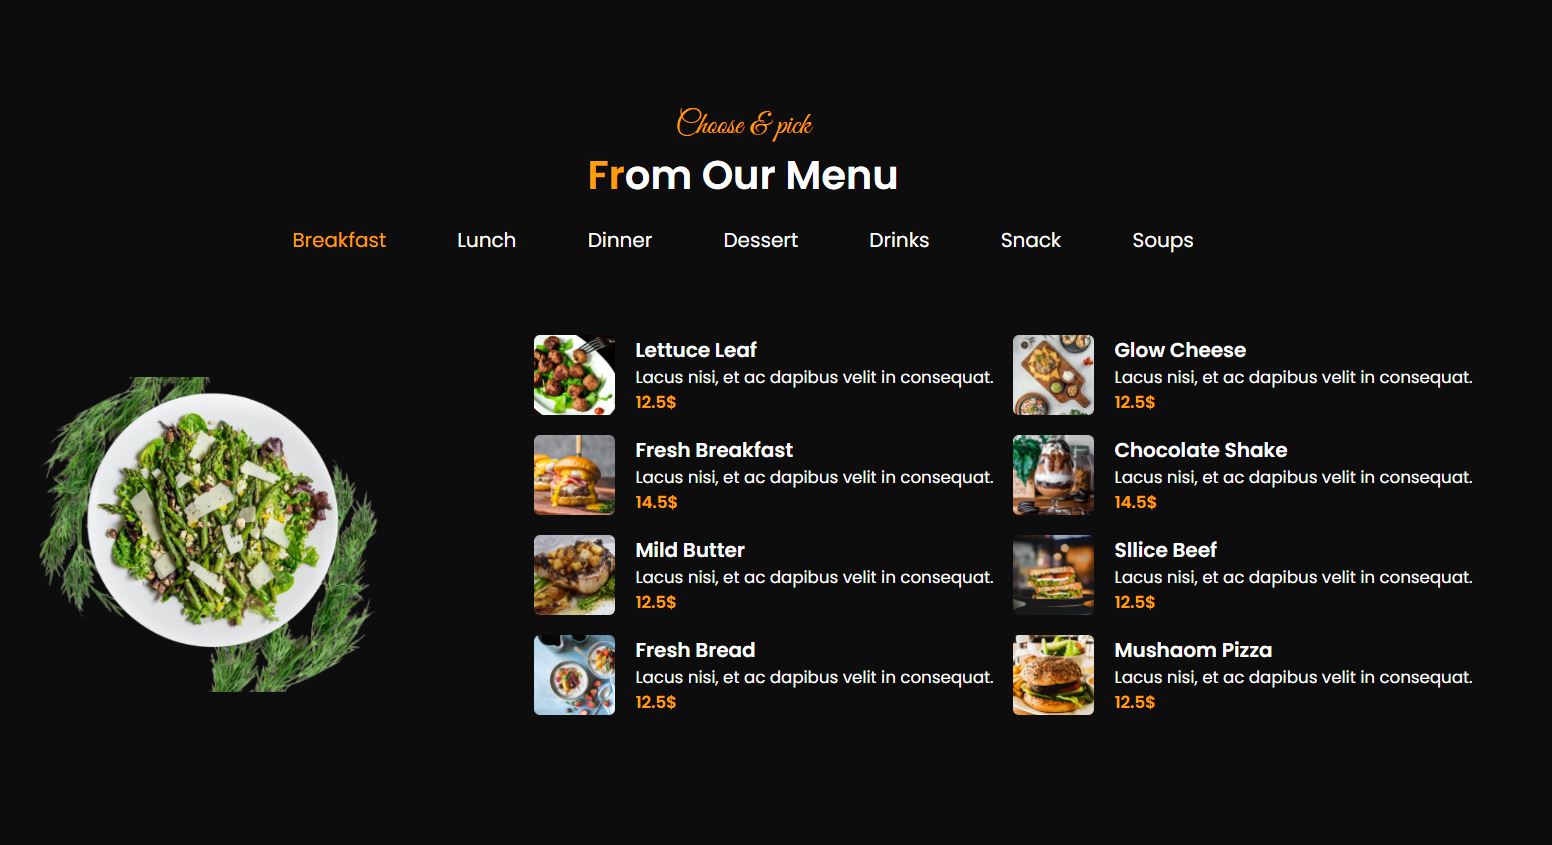 Choose & pick
From Our Menu
Breakfast Lunch Dinner Dessert Drinks Snack Soups
Lettuce Leaf
Lacus nisi, et ac dapibus velit in consequat.
12.5$
Glow Cheese
Lacus nisi, et ac dapibus velit in consequat.
12.5$
Fresh Breakfast
Lacus nisi, et ac dapibus velit in consequat.
14.5$
Chocolate Shake
Lacus nisi, et ac dapibus velit in consequat.
14.5$
Mild Butter
Lacus nisi, et ac dapibus velit in consequat.
12.5$
Sllice Beef
Lacus nisi, et ac dapibus velit in consequat.
12.5$
Fresh Bread
Lacus nisi, et ac dapibus velit in consequat.
12.5$
Mushaom Pizza
Lacus nisi, et ac dapibus velit in consequat.
12.5$